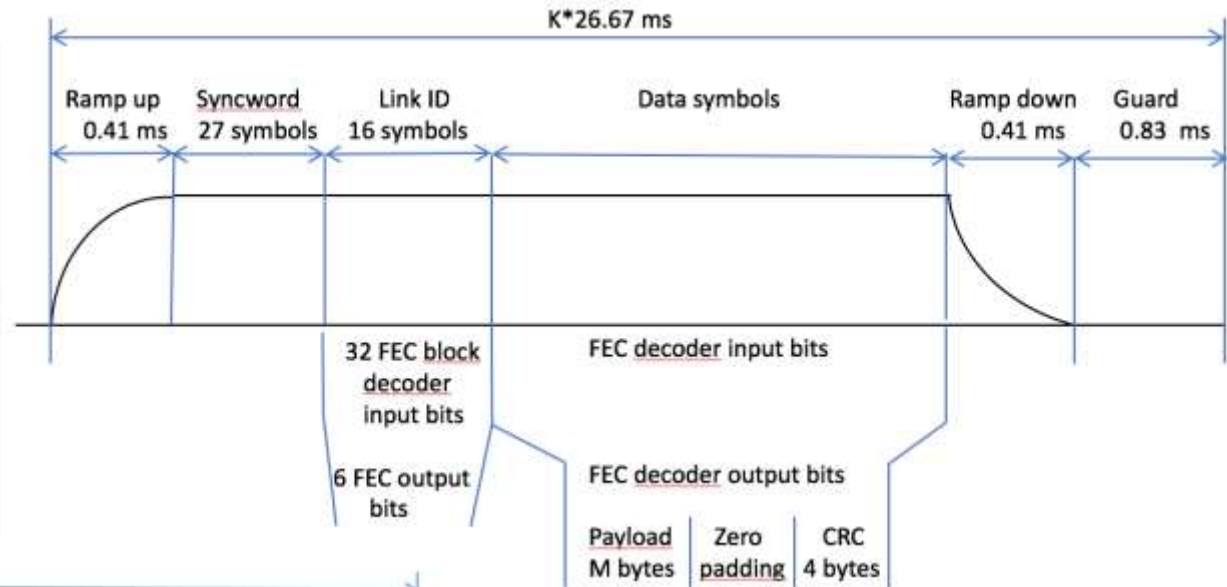 K*26.67 ms
Ramp up Syncword Link ID Data symbols Ramp down Guard
0.41 ms 27 symbols 16 symbols 0.41 ms 0.83 ms
32 FEC block FEC decoder input bits
decoder
input bits
6 FEC output FEC decoder output bits
bits
Payload Zero CRC
M bytes padding 4 bytes